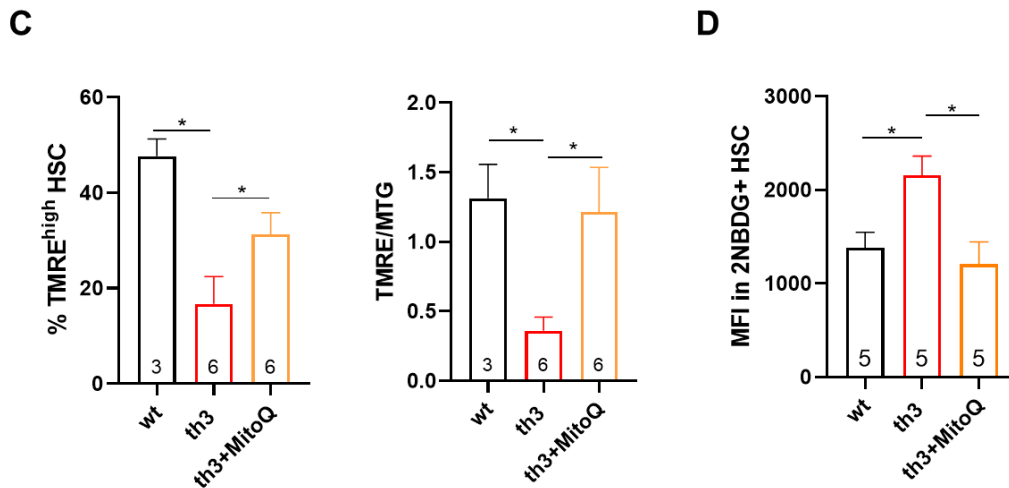 C
D
% TMREhigh HSC
60
40
20
0
*
*
3
6
6
wt
th3
th3+MitoQ
TMRE/MTG
2.0
1.5
1.0
0.5
0.0
*
*
3
6
6
wt
th3
th3+MitoQ
MFI in 2NBDG+ HSC
3000
2000
1000
0
*
*
5
5
5
wt
th3
th3+MitoQ